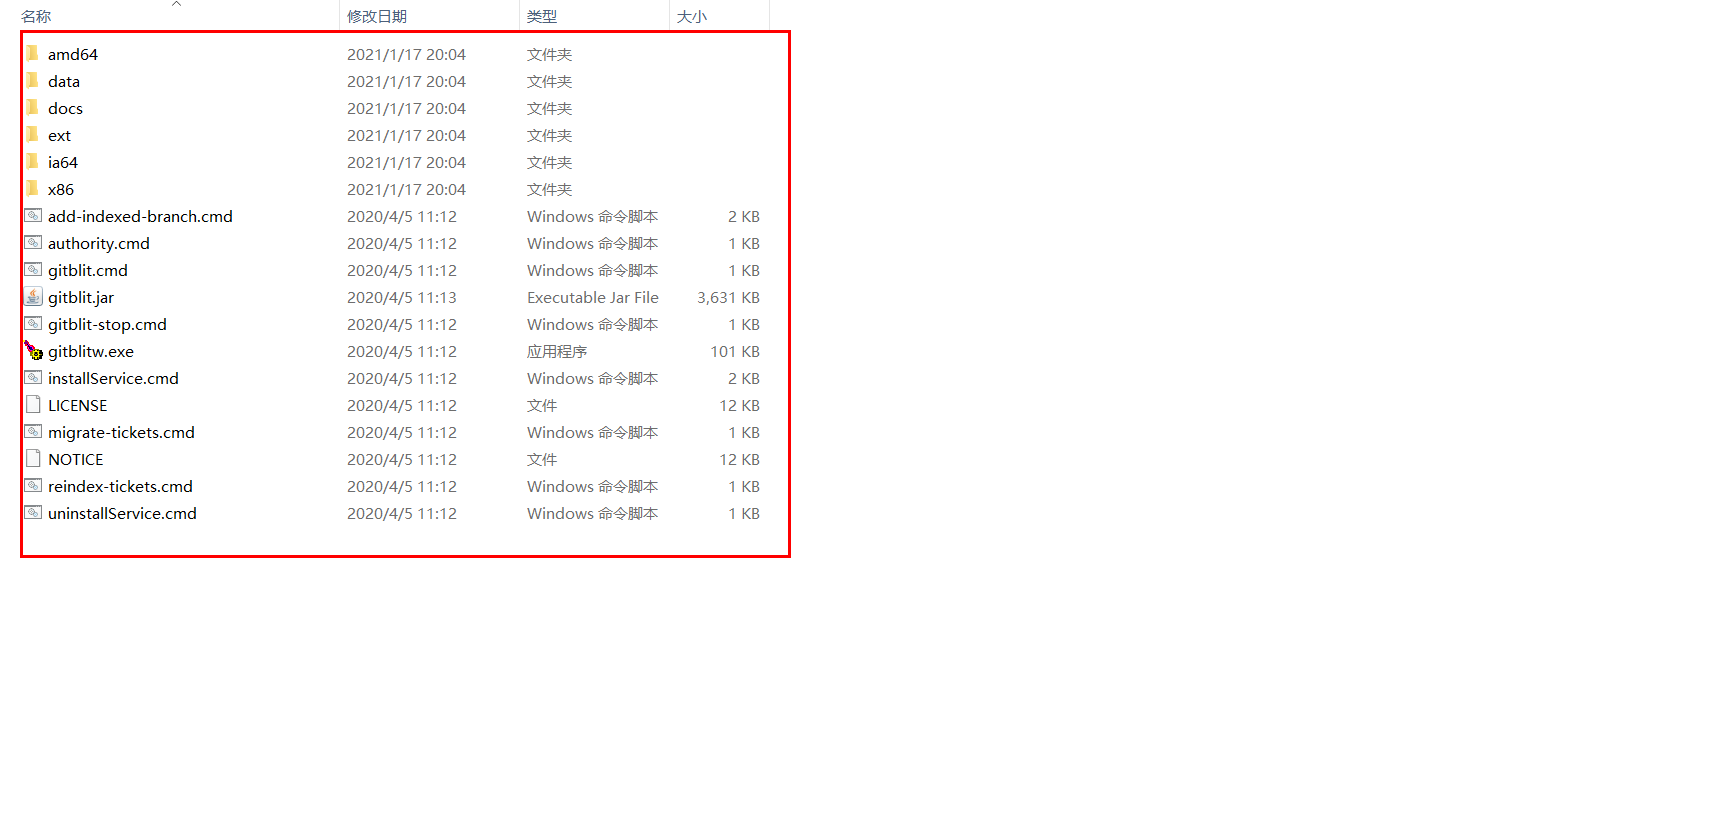 名称 修改日期 类型 大小
amd64 2021/1/17 20:04 文件夹
data 2021/1/17 20:04 文件夹
docs 2021/1/17 20:04 文件夹
ext 2021/1/17 20:04 文件夹
ia64 2021/1/17 20:04 文件夹
x86 2021/1/17 20:04 文件夹
add-indexed-branch.cmd 2020/4/5 11:12 Windows 命令脚本 2 KB
authority.cmd 2020/4/5 11:12 Windows 命令脚本 1 KB
gitblit.cmd 2020/4/5 11:12 Windows 命令脚本 1 KB
gitblit.jar 2020/4/5 11:13 Executable Jar File 3,631 KB
gitblit-stop.cmd 2020/4/5 11:12 Windows 命令脚本 1 KB
gitblitw.exe 2020/4/5 11:12 应用程序 101 KB
installService.cmd 2020/4/5 11:12 Windows 命令脚本 2 KB
LICENSE 2020/4/5 11:12 文件 12 KB
migrate-tickets.cmd 2020/4/5 11:12 Windows 命令脚本 1 KB
NOTICE 2020/4/5 11:12 文件 12 KB
reindex-tickets.cmd 2020/4/5 11:12 Windows 命令脚本 1 KB
uninstallService.cmd 2020/4/5 11:12 Windows 命令脚本 1 KB